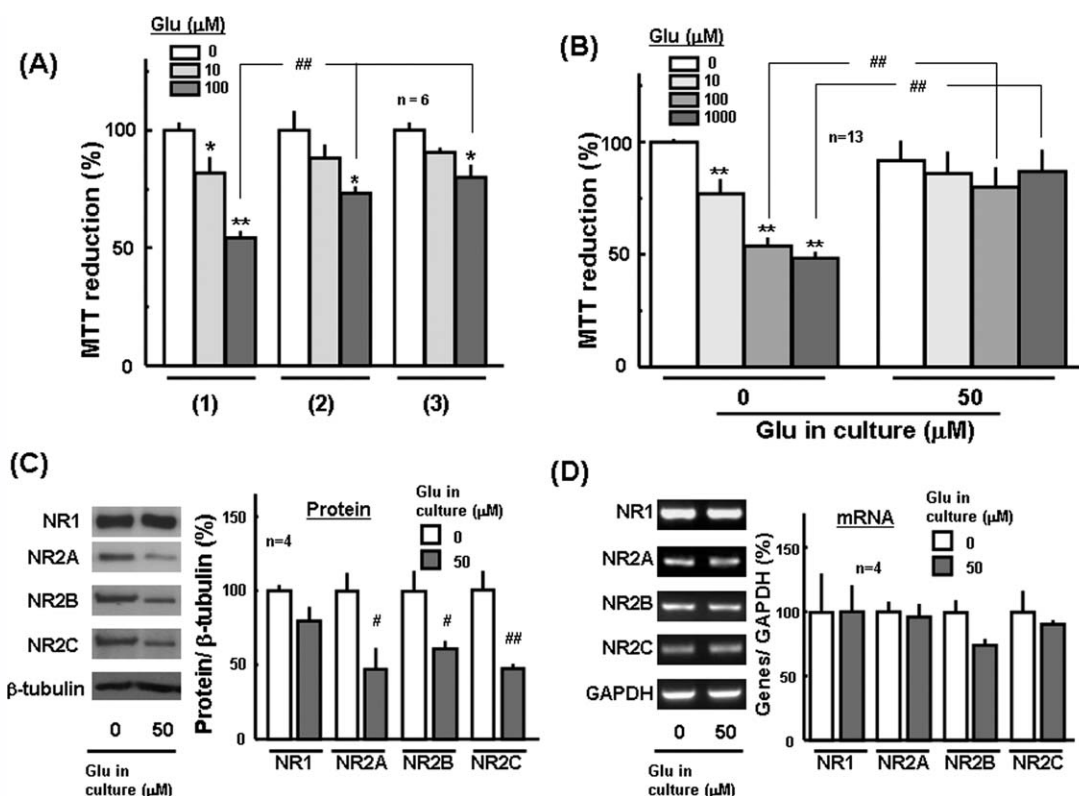 (A)
Glu (µM)
0
10
100
##
n = 6
MTT reduction (%)
100
50
0
*
**
*
*
(1)
(2)
(3)
(B)
Glu (µM)
0
10
100
1000
##
##
n=13
MTT reduction (%)
100
50
0
**
**
**
0
50
Glu in culture (µM)
(C)
NR1
NR2A
NR2B
NR2C
β-tubulin
0
50
Glu in
culture (µM)
Protein/ β-tubulin (%)
150
100
50
0
Protein
n=4
Glu in
culture (µM)
0
50
#
#
##
NR1
NR2A
NR2B
NR2C
(D)
NR1
NR2A
NR2B
NR2C
GAPDH
0
50
Glu in
culture (µM)
Genes/ GAPDH (%)
150
100
50
0
mRNA
n=4
Glu in
culture (µM)
0
50
NR1
NR2A
NR2B
NR2C